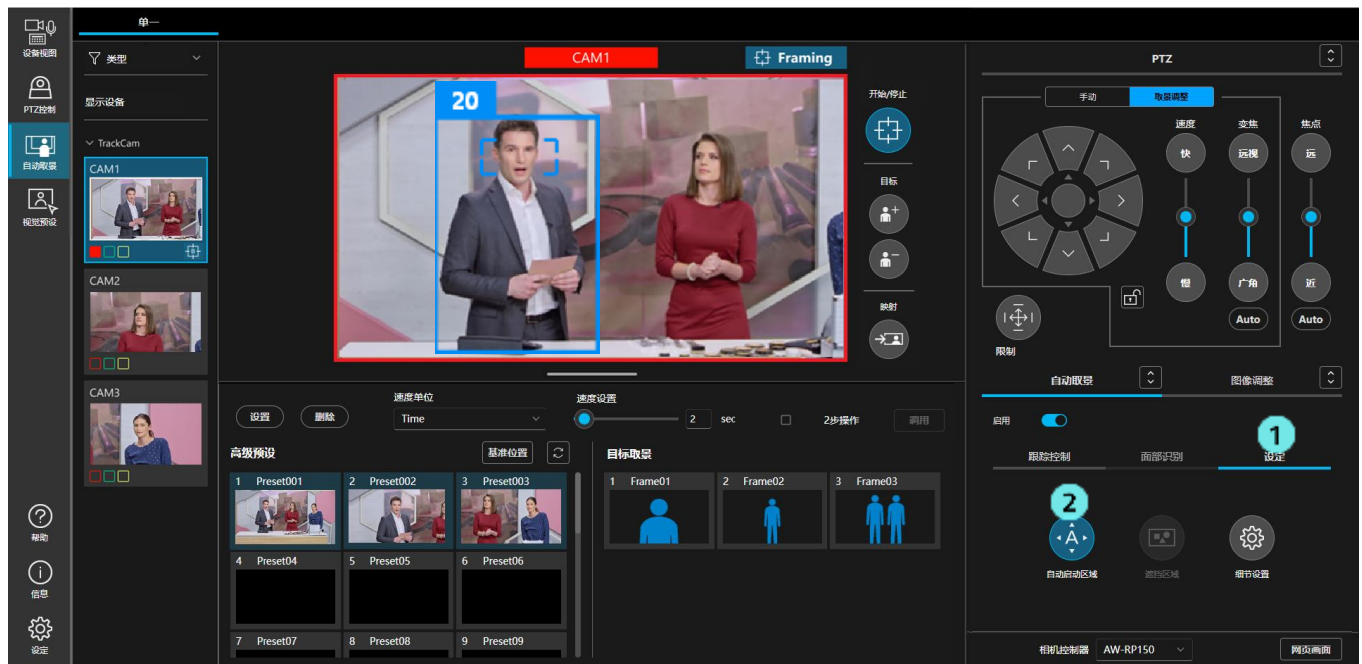 单一
设备视图
PTZ控制
自动取景
视觉预设
帮助
信息
设定
类型
显示设备
TrackCam
CAM1
CAM2
CAM3
CAM1
Framing
20
开始/停止
目标
映射
PTZ
手动
取景调整
速度
变焦
焦点
快
远视
远
慢
广角
近
Auto
Auto
限制
自动取景
图像调整
启用
1
跟踪控制
面部识别
设定
2
自动启动区域
遮挡区域
细节设置
相机控制器
AW-RP150
网页画面
设置
删除
速度单位
Time
速度设置
2
sec
2步操作
调用
高级预设
基准位置
1 Preset001
2 Preset002
3 Preset003
4 Preset04
5 Preset05
6 Preset06
7 Preset07
8 Preset08
9 Preset09
目标取景
1 Frame01
2 Frame02
3 Frame03